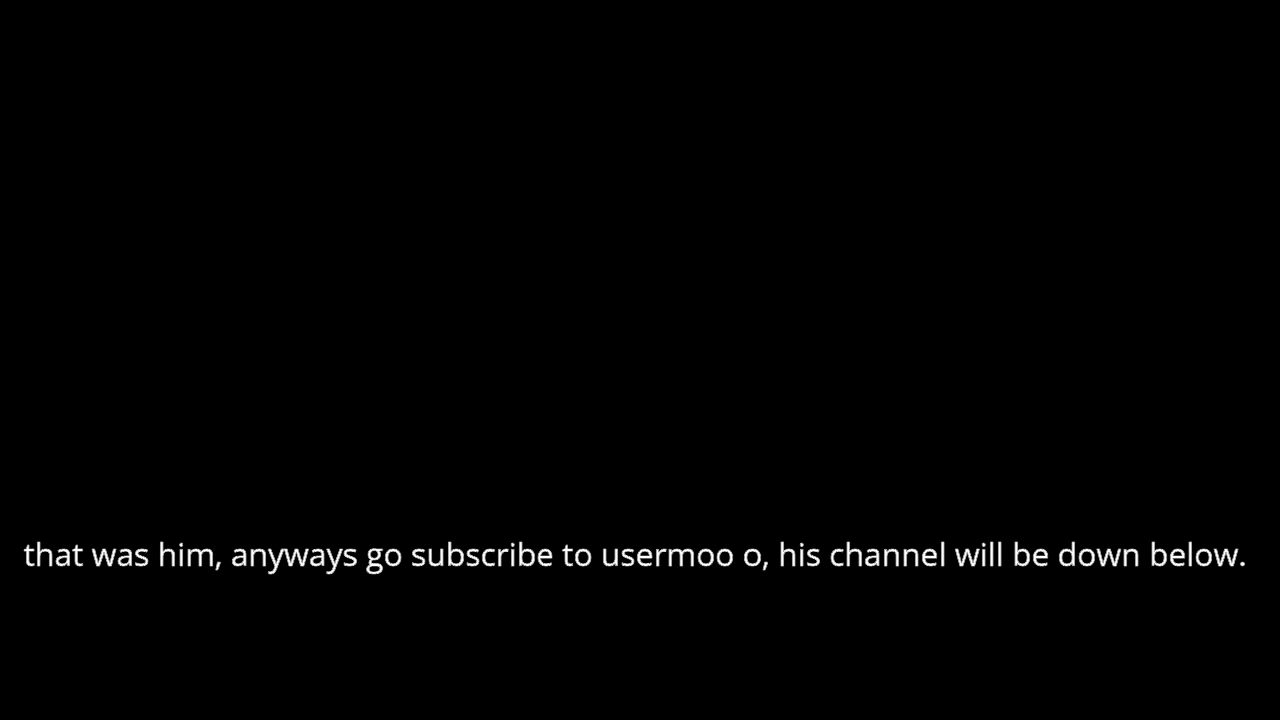 that was him, anyways go subscribe to usermoo o, his channel will be down below.